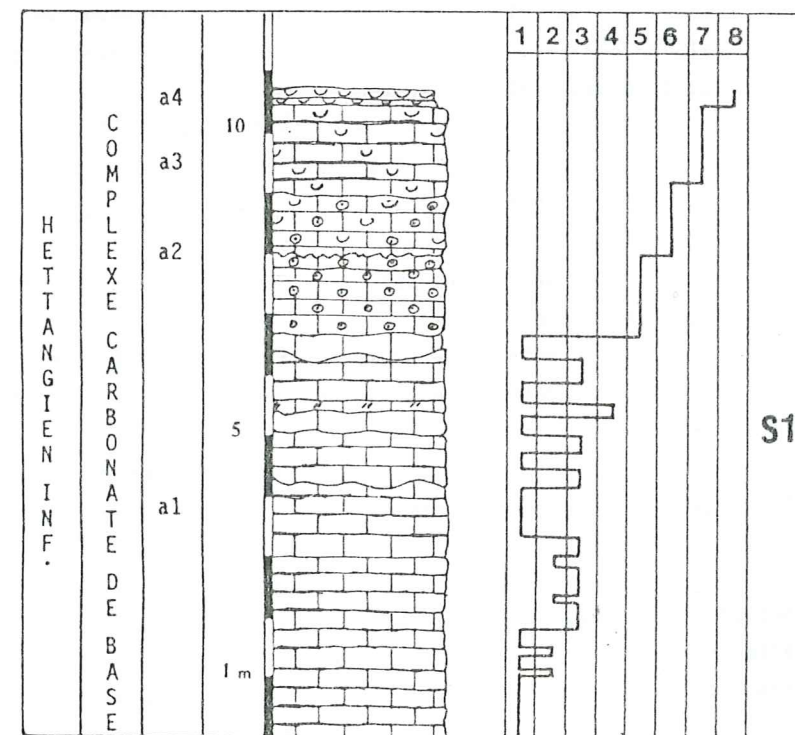 1 2 3 4 5 6 7 8
HETTANGIEN INF.
COMPLEXE CARBONATE DE BASE
a4
a3
a2
a1
10
5
1 m
S1